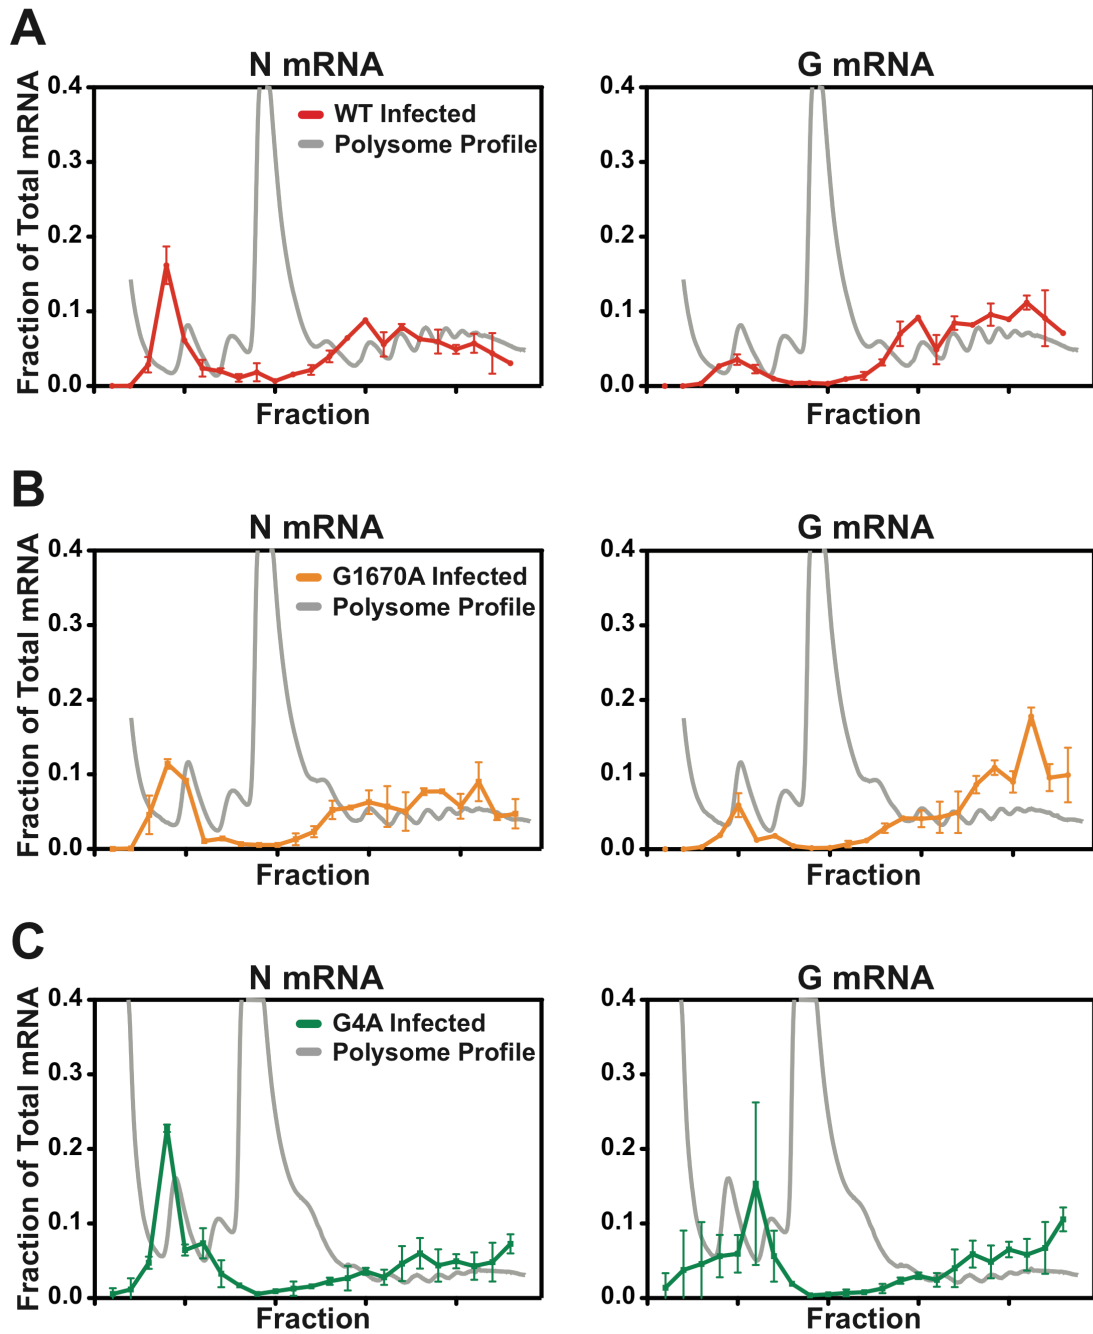 A
N mRNA
G mRNA
Fraction of Total mRNA
0.4
0.3
0.2
0.1
0.0
WT Infected
Polysome Profile
Fraction
0.4
0.3
0.2
0.1
0.0
Fraction
B
N mRNA
G mRNA
Fraction of Total mRNA
0.4
0.3
0.2
0.1
0.0
G1670A Infected
Polysome Profile
Fraction
0.4
0.3
0.2
0.1
0.0
Fraction
C
N mRNA
G mRNA
Fraction of Total mRNA
0.4
0.3
0.2
0.1
0.0
G4A Infected
Polysome Profile
Fraction
0.4
0.3
0.2
0.1
0.0
Fraction